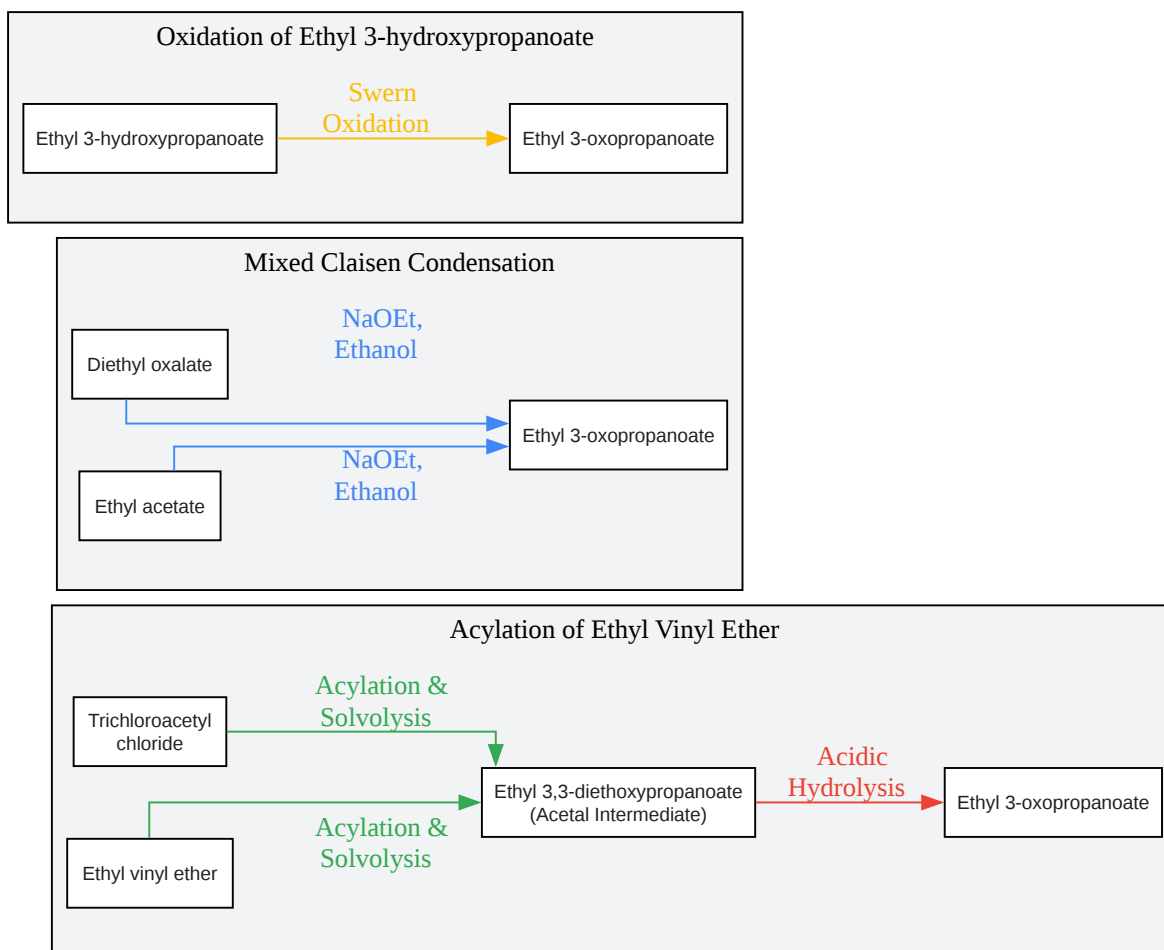 Oxidation of Ethyl 3-hydroxypropanoate
Swern
Oxidation
Ethyl 3-hydroxypropanoate
Ethyl 3-oxopropanoate
Mixed Claisen Condensation
NaOEt,
Ethanol
Diethyl oxalate
Ethyl 3-oxopropanoate
NaOEt,
Ethanol
Ethyl acetate
Acylation of Ethyl Vinyl Ether
Acylation &
Solvolysis
Trichloroacetyl
chloride
Acidic
Hydrolysis
Ethyl 3,3-diethoxypropanoate
(Acetal Intermediate)
Ethyl 3-oxopropanoate
Acylation &
Solvolysis
Ethyl vinyl ether